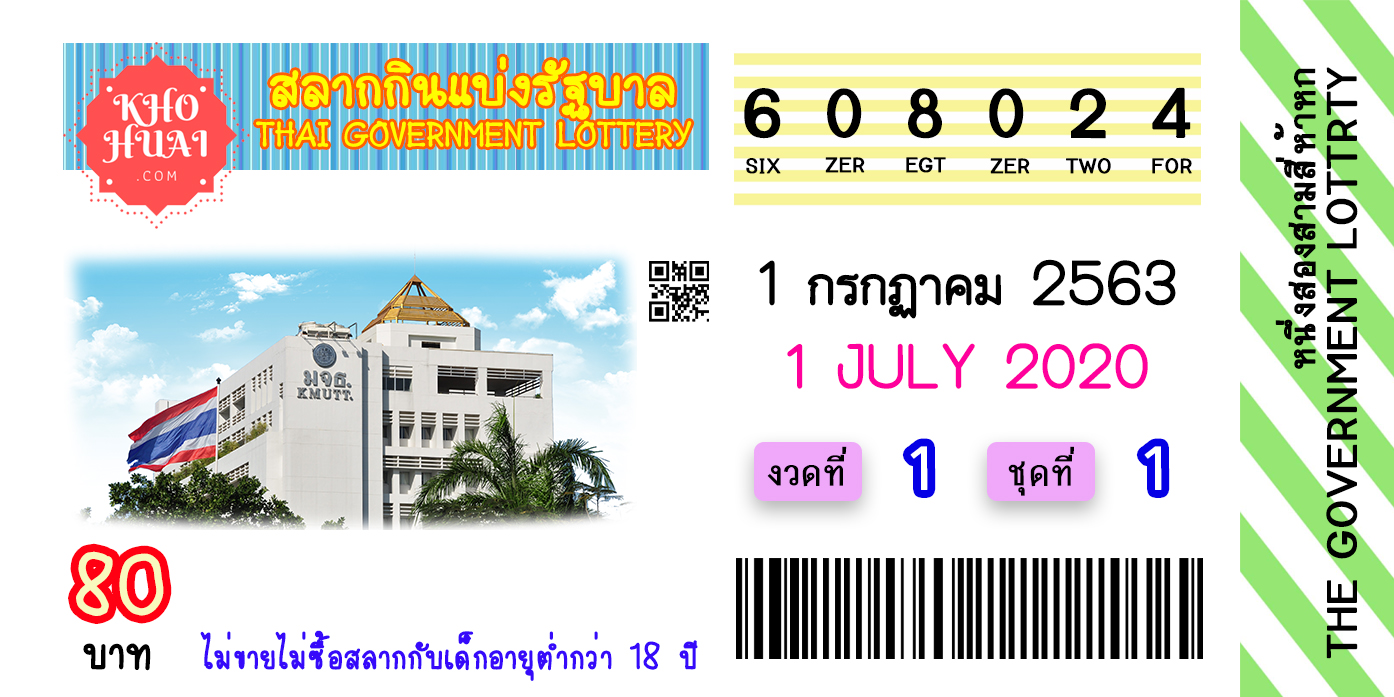 KHO
HUAI
.COM
สลากกินแบ่งรัฐบาล
THAI GOVERNMENT LOTTERY
6 0 8 0 2 4
SIX ZER EGT ZER TWO FOR
มจธ.
KMUTT.
1 กรกฎาคม 2563
1 JULY 2020
งวดที่ 1 ชุดที่ 1
80
บาท
ไม่ขายไม่ซื้อสลากกับเด็กอายุต่ำกว่า 18 ปี
หนึ่งสองสามสี่ห้าหก
THE GOVERNMENT LOTTRTY